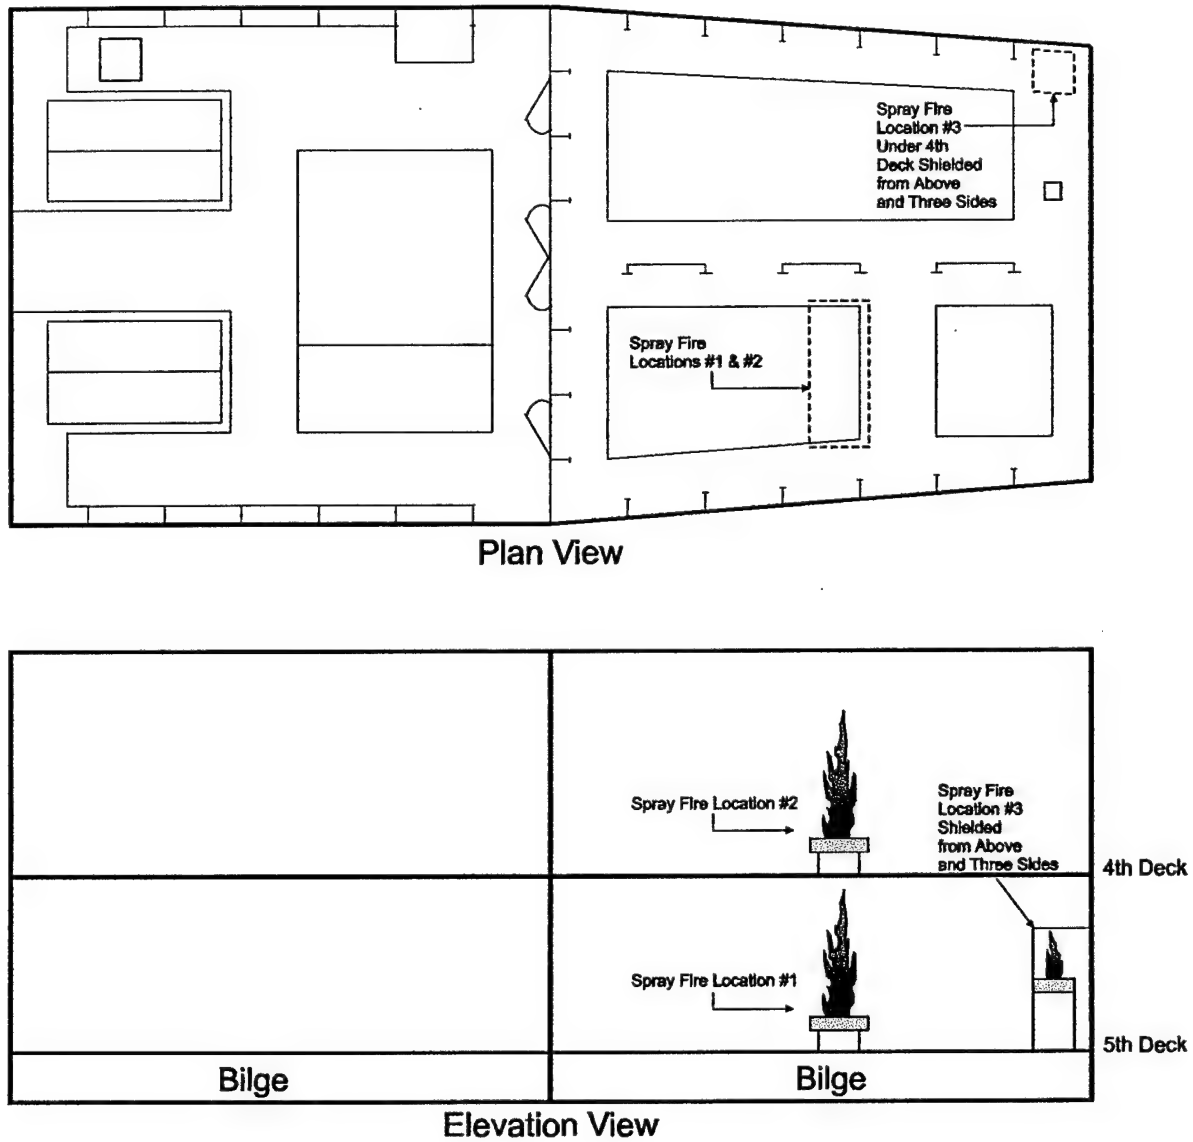 Spray Fire
Location #3
Under 4th
Deck Shielded
from Above
and Three Sides
Spray Fire
Locations #1 & #2
Plan View
Spray Fire Location #2
Spray Fire
Location #3
Shielded
from Above
and Three Sides
4th Deck
Spray Fire Location #1
5th Deck
Bilge
Bilge
Elevation View